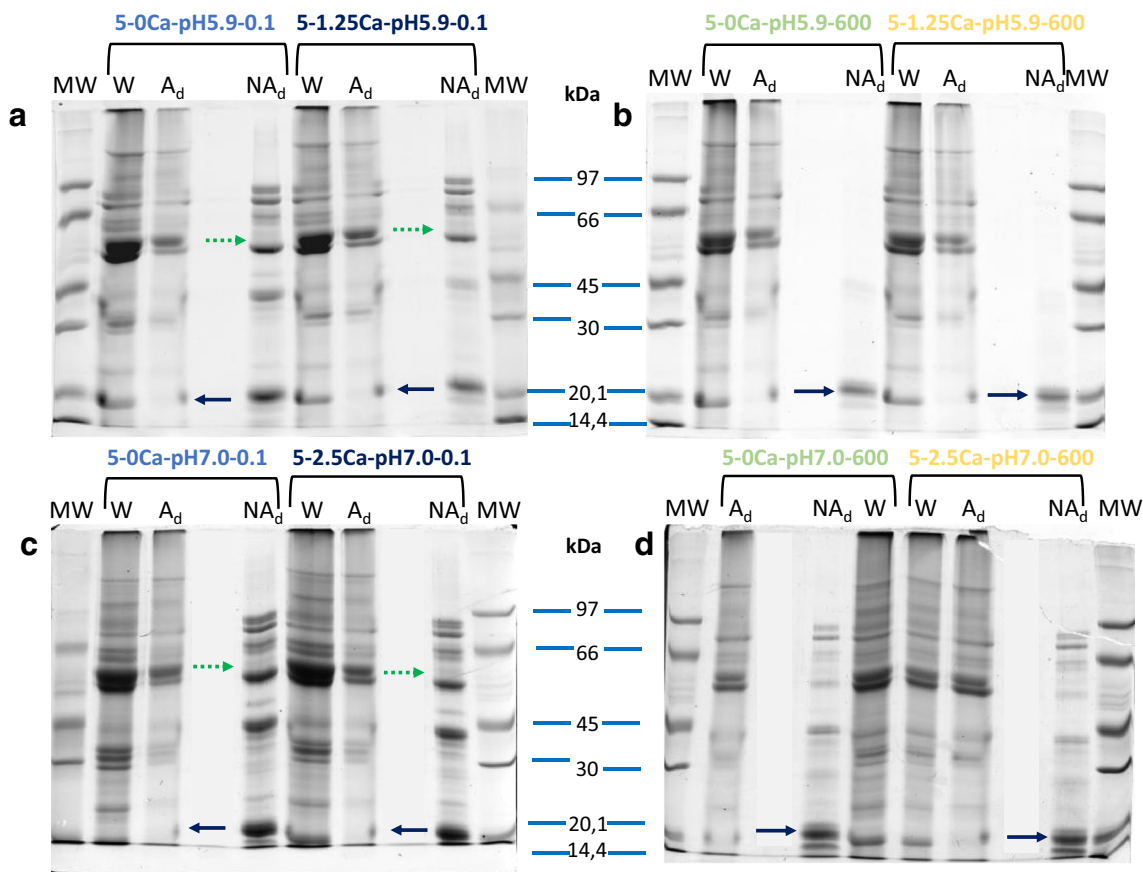 5-0Ca-pH5.9-0.1 5-1.25Ca-pH5.9-0.1 5-0Ca-pH5.9-600 5-1.25Ca-pH5.9-600
MW W Ad NAd W Ad NAd MW kDa MW W Ad NAd W Ad NAd MW
a b
97
66
45
30
20,1
14,4
5-0Ca-pH7.0-0.1 5-2.5Ca-pH7.0-0.1 5-0Ca-pH7.0-600 5-2.5Ca-pH7.0-600
MW W Ad NAd W Ad NAd MW MW Ad NAd W W Ad NAd MW
c kDa d
97
66
45
30
20,1
14,4